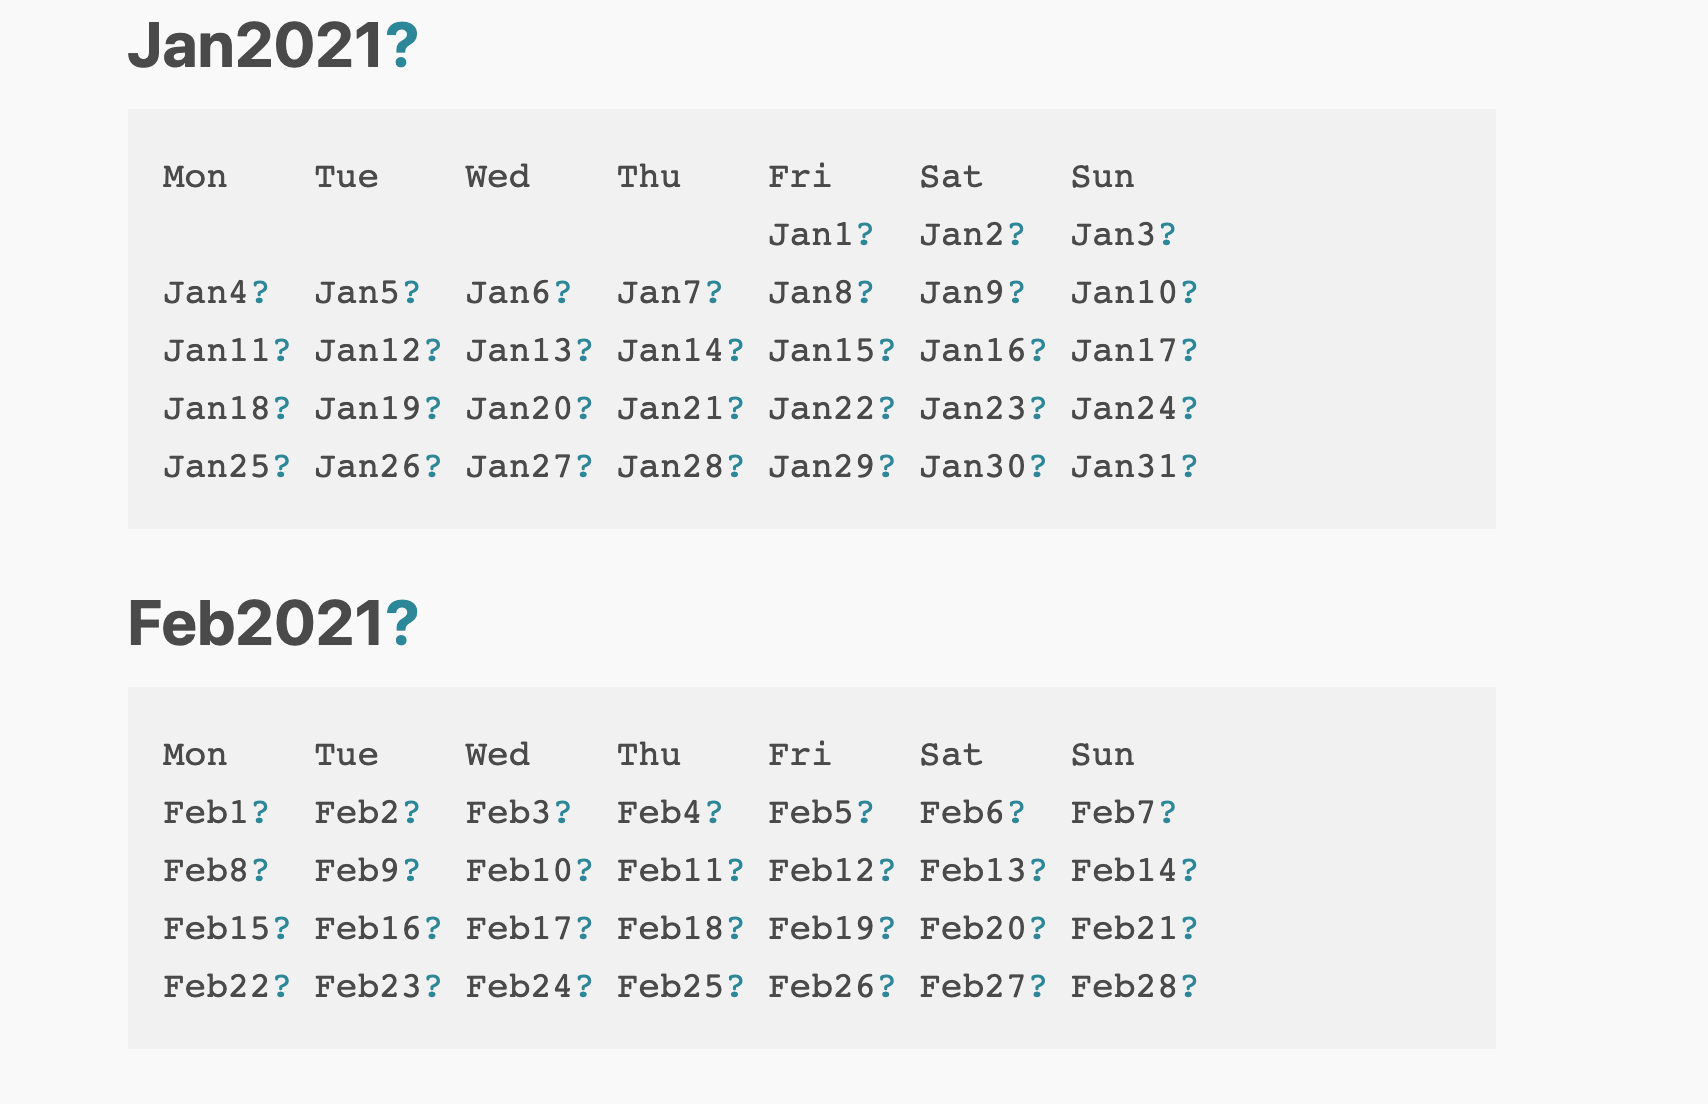 Jan2021?
Mon Tue Wed Thu Fri Sat Sun
Jan1? Jan2? Jan3?
Jan4? Jan5? Jan6? Jan7? Jan8? Jan9? Jan10?
Jan11? Jan12? Jan13? Jan14? Jan15? Jan16? Jan17?
Jan18? Jan19? Jan20? Jan21? Jan22? Jan23? Jan24?
Jan25? Jan26? Jan27? Jan28? Jan29? Jan30? Jan31?
Feb2021?
Mon Tue Wed Thu Fri Sat Sun
Feb1? Feb2? Feb3? Feb4? Feb5? Feb6? Feb7?
Feb8? Feb9? Feb10? Feb11? Feb12? Feb13? Feb14?
Feb15? Feb16? Feb17? Feb18? Feb19? Feb20? Feb21?
Feb22? Feb23? Feb24? Feb25? Feb26? Feb27? Feb28?